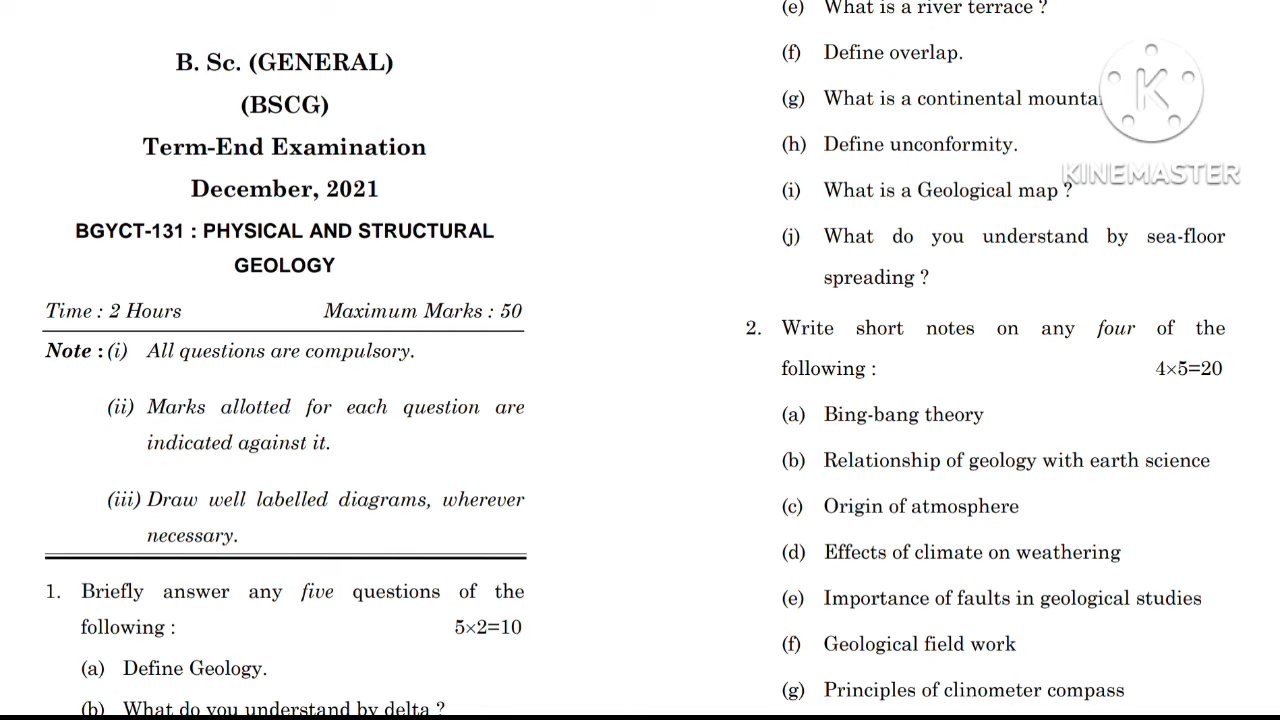 B. Sc. (GENERAL)
(BSCG)
Term-End Examination
December, 2021
BGYCT-131 : PHYSICAL AND STRUCTURAL
GEOLOGY
Time : 2 Hours Maximum Marks : 50
Note : (i) All questions are compulsory.
(ii) Marks allotted for each question are
indicated against it.
(iii) Draw well labelled diagrams, wherever
necessary.
1. Briefly answer any five questions of the
following : 5×2=10
(a) Define Geology.
(b) What do you understand by delta ?
(e) What is a river terrace ?
(f) Define overlap.
(g) What is a continental
(h) Define unconformity.
(i) What is a Geological map ?
(j) What do you understand by sea-floor
spreading ?
2. Write short notes on any four of the
following : 4×5=20
(a) Bing-bang theory
(b) Relationship of geology with earth science
(c) Origin of atmosphere
(d) Effects of climate on weathering
(e) Importance of faults in geological studies
(f) Geological field work
(g) Principles of clinometer compass
K
KINEMASTER